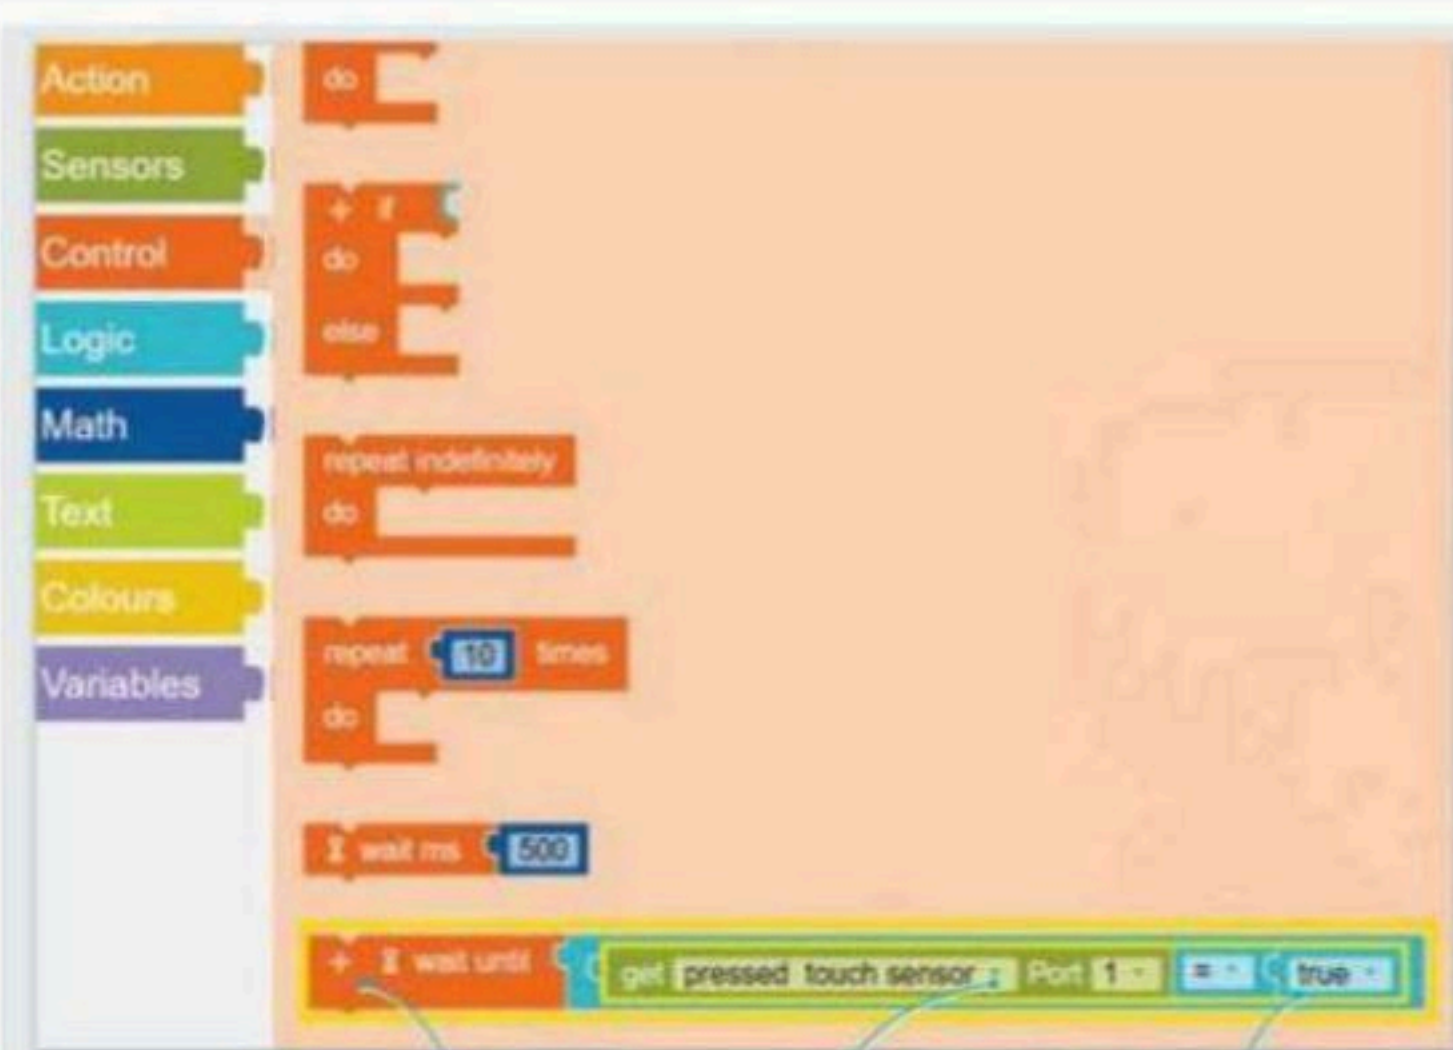 Action
Sensors
Control
Logic
Math
Text
Colours
Variables
do
+ if
do
else
repeat indefinitely
do
repeat 10 times
do
wait ms 500
+ wait until get pressed touch sensor Port 1 = true